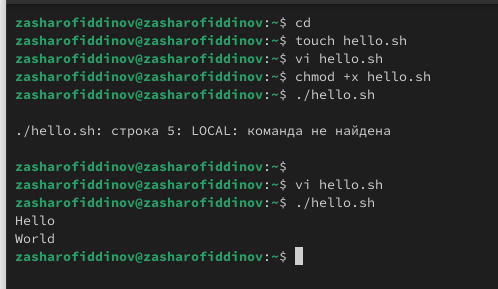 zasharofiddinov@zasharofiddinov:~$ cd
zasharofiddinov@zasharofiddinov:~$ touch hello.sh
zasharofiddinov@zasharofiddinov:~$ vi hello.sh
zasharofiddinov@zasharofiddinov:~$ chmod +x hello.sh
zasharofiddinov@zasharofiddinov:~$ ./hello.sh
./hello.sh: строка 5: LOCAL: команда не найдена
zasharofiddinov@zasharofiddinov:~$
zasharofiddinov@zasharofiddinov:~$ vi hello.sh
zasharofiddinov@zasharofiddinov:~$ ./hello.sh
Hello
World
zasharofiddinov@zasharofiddinov:~$